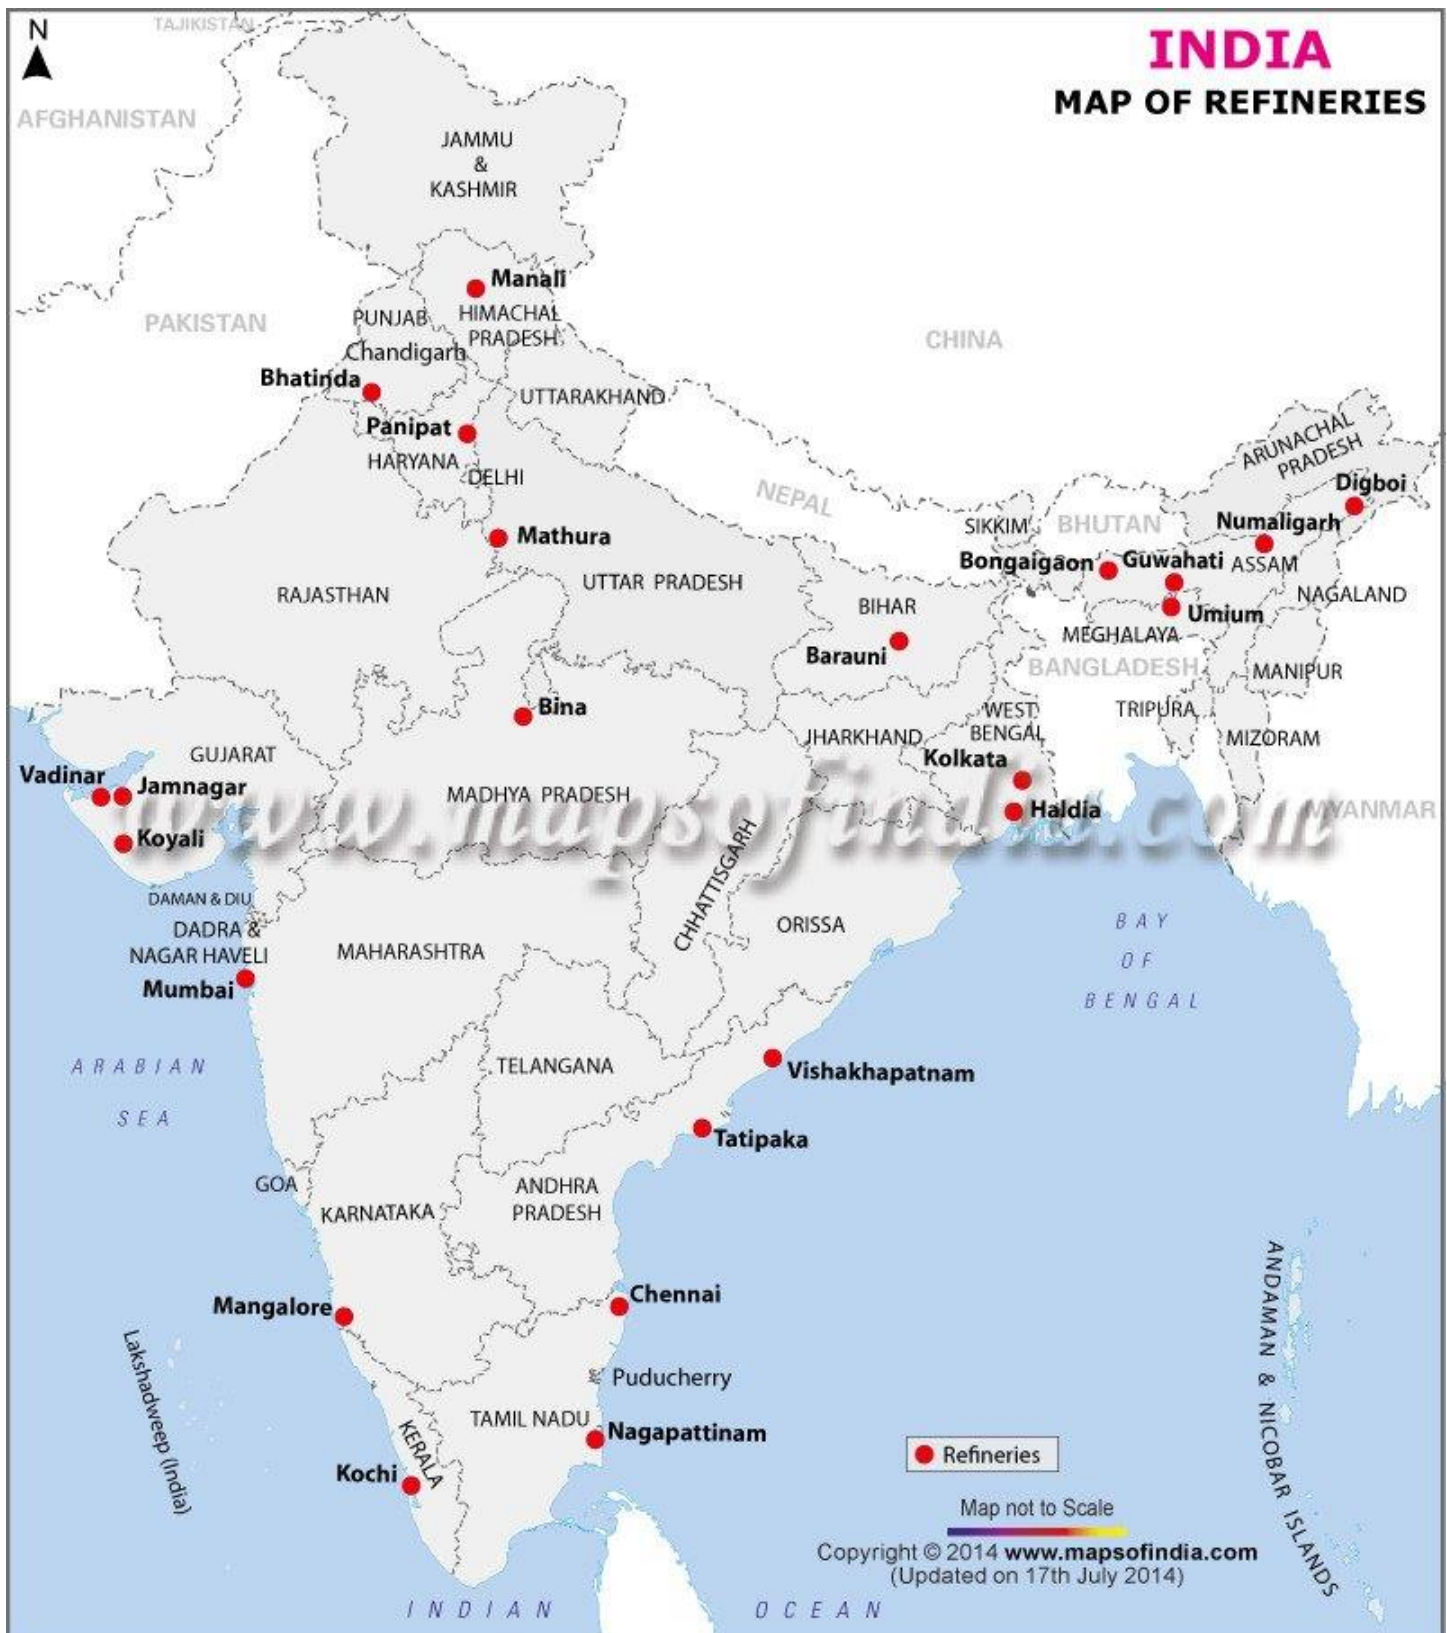 N
TAJIKISTAN
INDIA
MAP OF REFINERIES
AFGHANISTAN
JAMMU
&
KASHMIR
Manali
PAKISTAN
PUNJAB
HIMACHAL
PRADESH
CHINA
Chandigarh
Bhatinda
UTTARAKHAND
Panipat
HARYANA
DELHI
ARUNACHAL
PRADESH
Digboi
NEPAL
SIKKIM
BHUTAN
Numaligarh
Mathura
Bongaigaon
Guwahati
ASSAM
RAJASTHAN
UTTAR PRADESH
BIHAR
NAGALAND
Umium
MEGHALAYA
Barauni
BANGLADESH
MANIPUR
Bina
WEST
BENGAL
TRIPURA
JHARKHAND
MIZORAM
GUJARAT
Kolkata
Vadinar
Jamnagar
MADHYA PRADESH
Haldia
MYANMAR
www.mapsofindia.com
Koyali
CHHATTISGARH
DAMAN & DIU
DADRA &
NAGAR HAVELI
MAHARASHTRA
ORISSA
BAY
OF
BENGAL
Mumbai
ARABIAN
SEA
TELANGANA
Vishakhapatnam
Tatipaka
GOA
KARNATAKA
ANDHRA
PRADESH
Chennai
Mangalore
Lakshadweep (India)
Puducherry
TAMIL NADU
Nagapattinam
KERALA
Kochi
ANDAMAN & NICOBAR ISLANDS
Refineries
Map not to Scale
Copyright © 2014 www.mapsofindia.com
(Updated on 17th July 2014)
INDIAN OCEAN